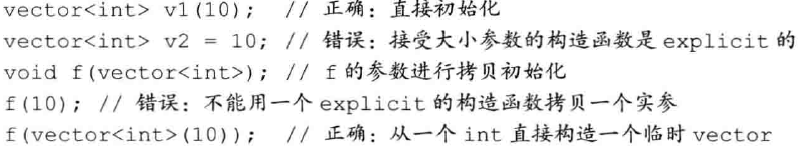 vector<int> v1(10);  // 正确：直接初始化
vector<int> v2 = 10; // 错误：接受大小参数的构造函数是 explicit 的
void f(vector<int>); // f 的参数进行拷贝初始化
f(10); // 错误：不能用一个 explicit 的构造函数拷贝一个实参
f(vector<int>(10));  // 正确：从一个 int 直接构造一个临时 vector